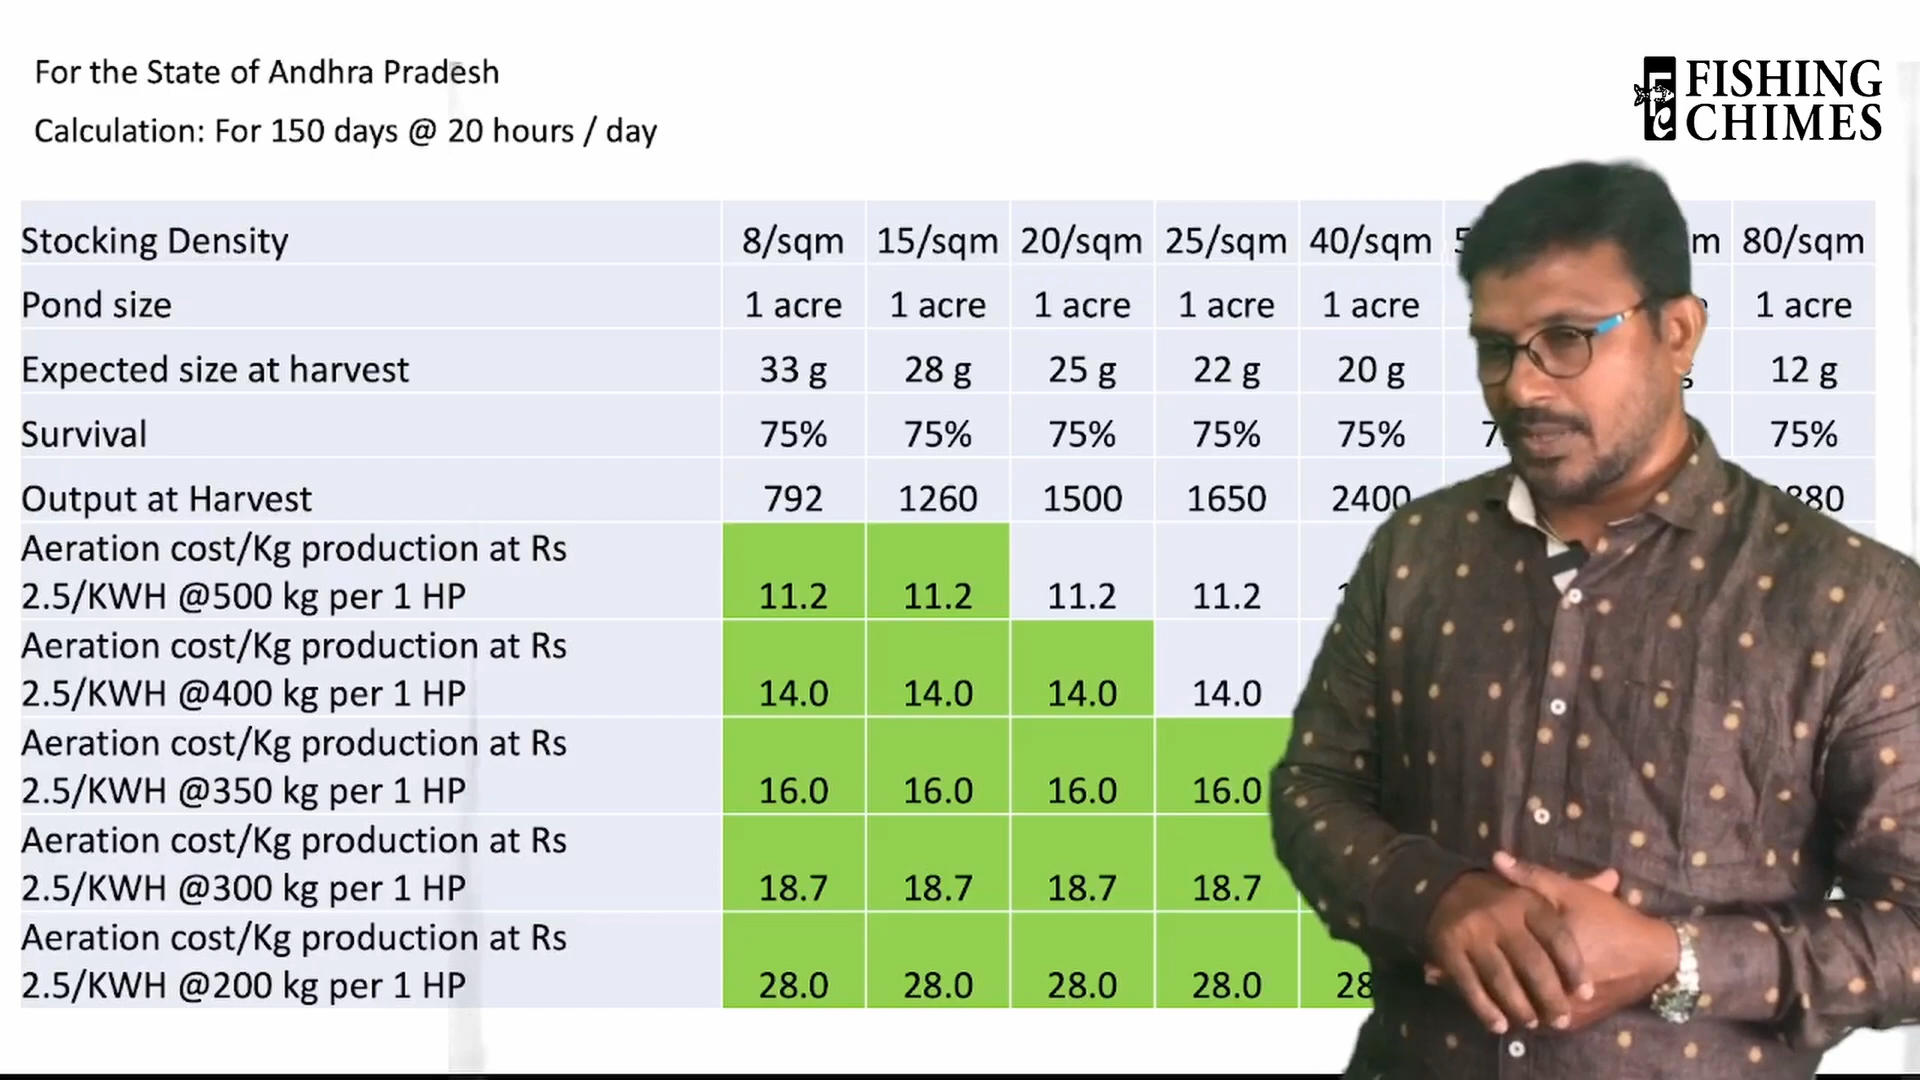 For the State of Andhra Pradesh
Calculation: For 150 days @ 20 hours / day
FISHING
CHIMES
Stocking Density 8/sqm 15/sqm 20/sqm 25/sqm 40/sqm 80/sqm
Pond size 1 acre 1 acre 1 acre 1 acre 1 acre 1 acre
Expected size at harvest 33 g 28 g 25 g 22 g 20 g 12 g
Survival 75% 75% 75% 75% 75% 75%
Output at Harvest 792 1260 1500 1650 2400
Aeration cost/Kg production at Rs
2.5/KWH @500 kg per 1 HP 11.2 11.2 11.2 11.2
Aeration cost/Kg production at Rs
2.5/KWH @400 kg per 1 HP 14.0 14.0 14.0 14.0
Aeration cost/Kg production at Rs
2.5/KWH @350 kg per 1 HP 16.0 16.0 16.0 16.0
Aeration cost/Kg production at Rs
2.5/KWH @300 kg per 1 HP 18.7 18.7 18.7 18.7
Aeration cost/Kg production at Rs
2.5/KWH @200 kg per 1 HP 28.0 28.0 28.0 28.0